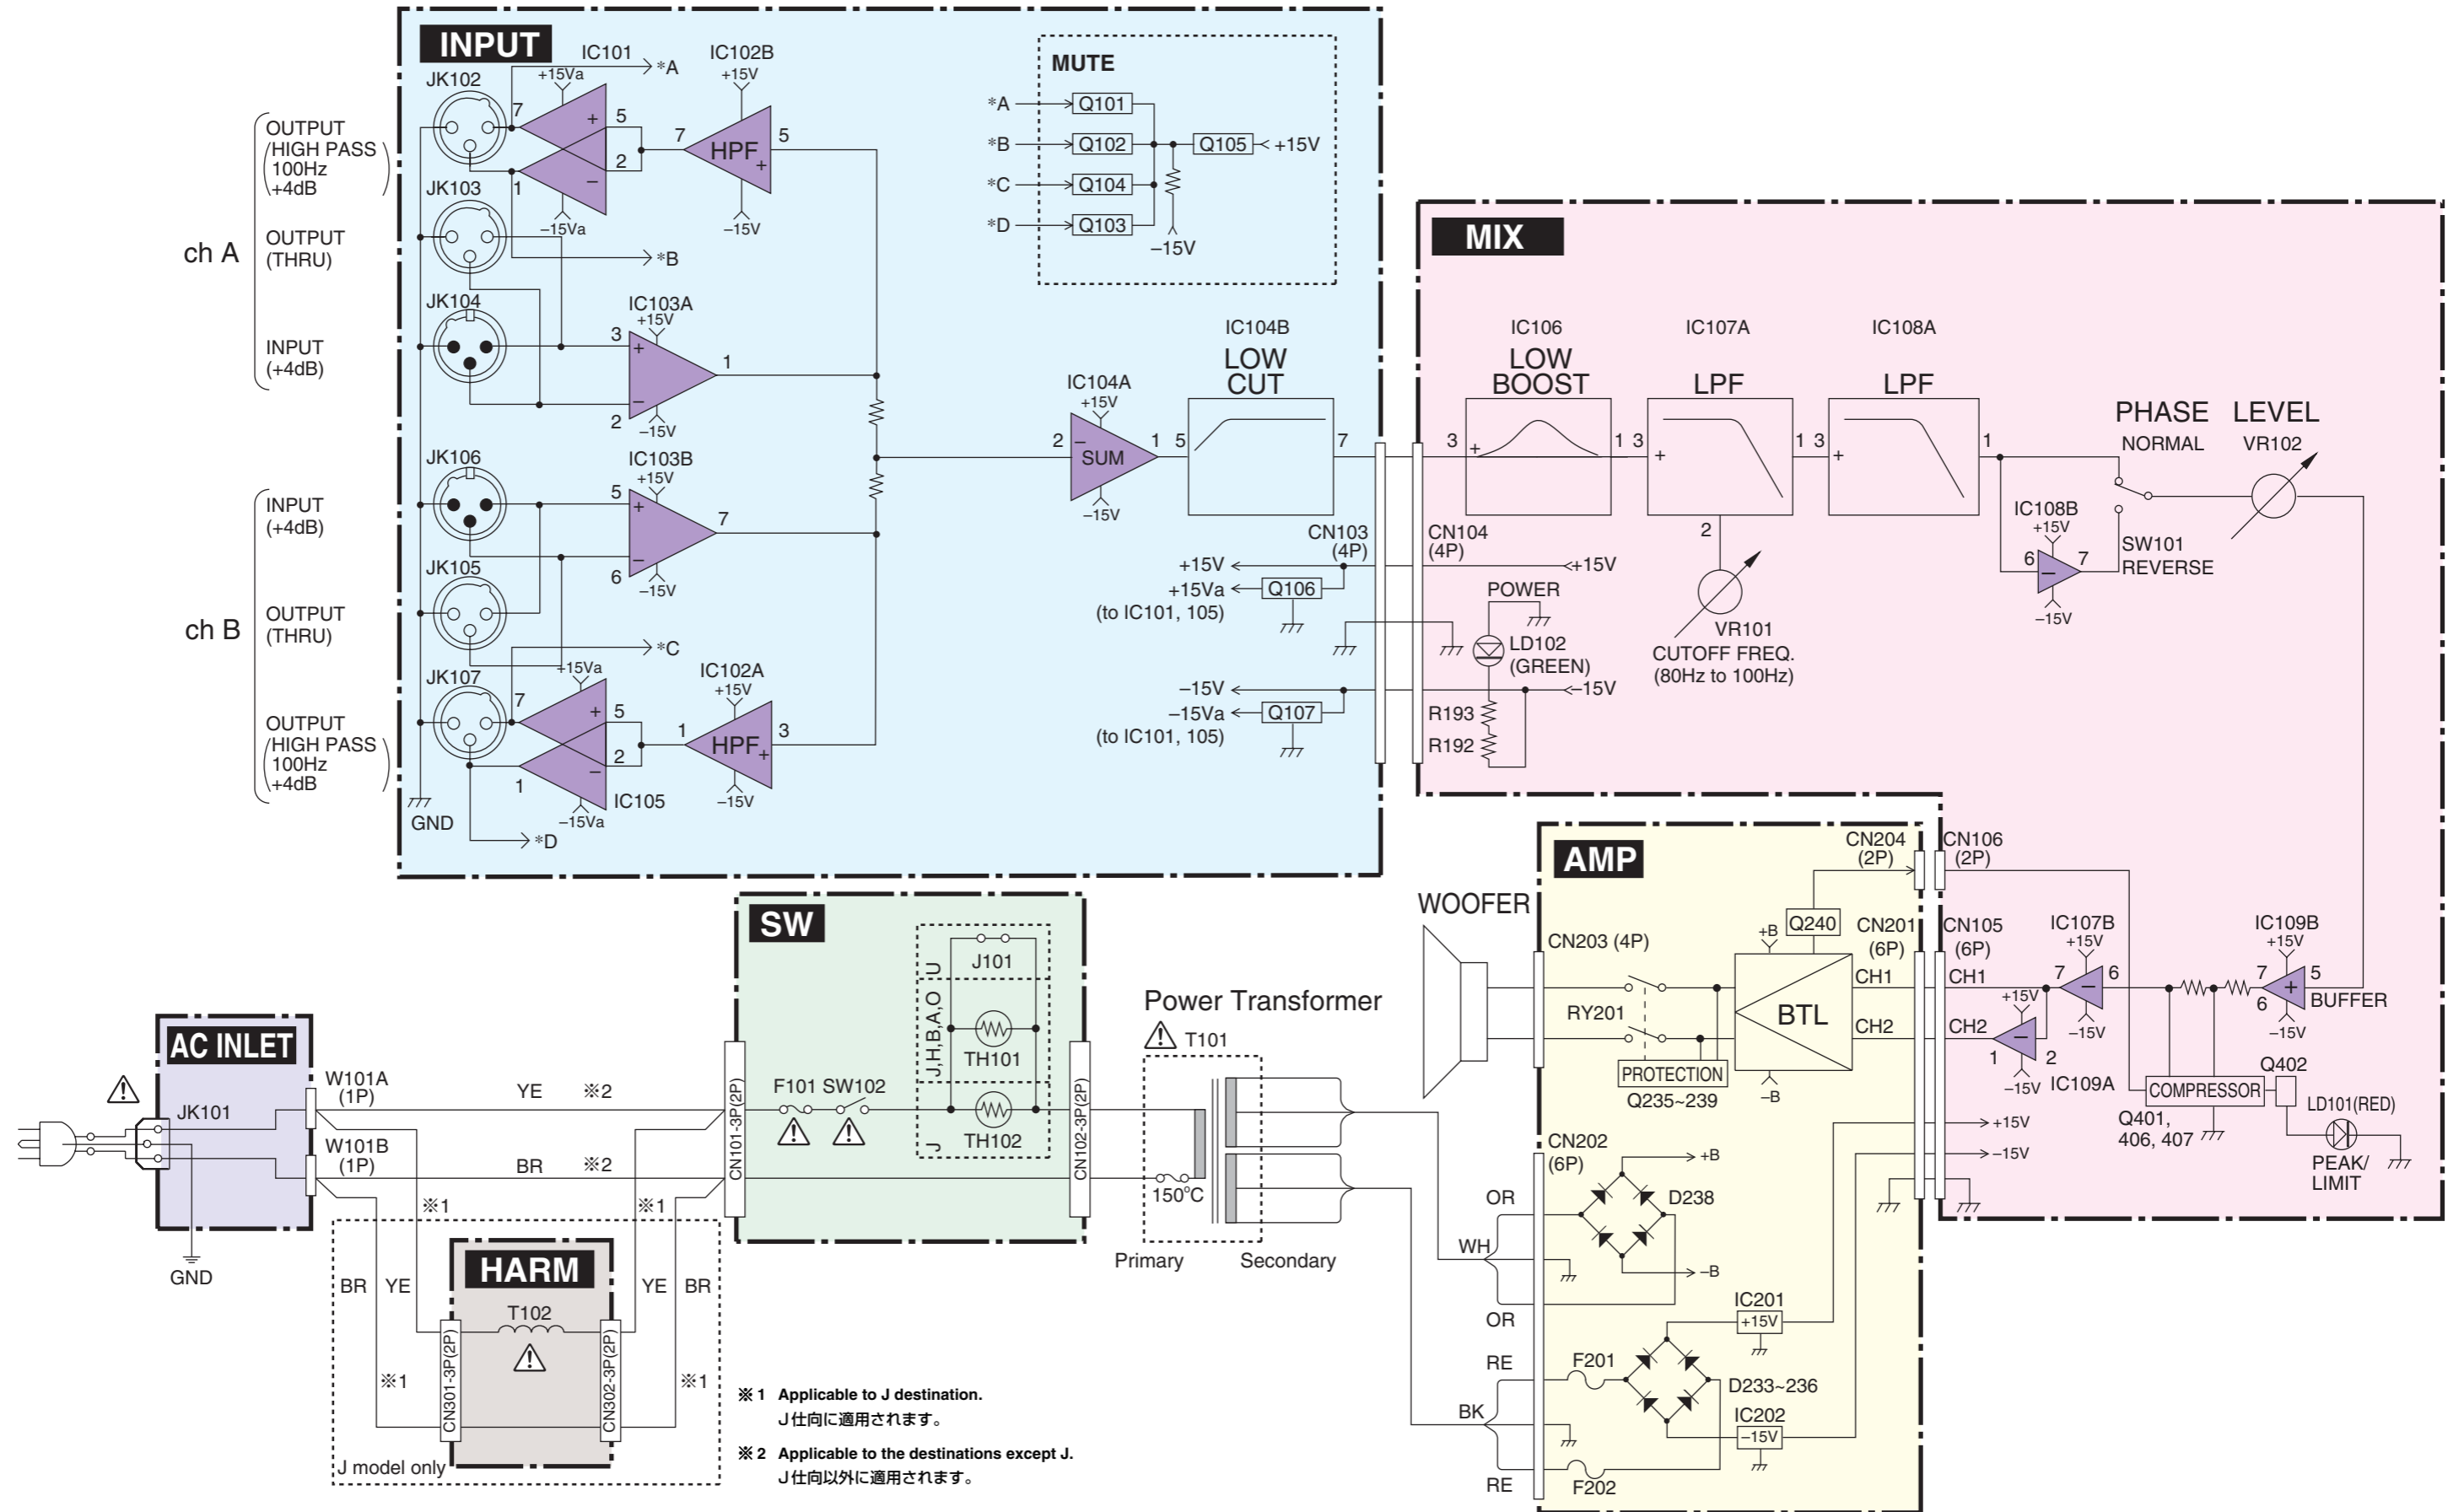 INPUT
JK102
IC101
+15Va
*A
7
5
2
1
–15Va
IC102B
+15V
7
HPF
+
5
–15V
ch A
OUTPUT
(HIGH PASS
100Hz
+4dB)
JK103
OUTPUT
(THRU)
*B
JK104
INPUT
(+4dB)
IC103A
+15V
3
+
1
–
2
–15V
MUTE
*A
Q101
*B
Q102
Q105
+15V
*C
Q104
*D
Q103
–15V
ch B
JK106
INPUT
(+4dB)
IC103B
+15V
5
+
7
–
6
–15V
JK105
OUTPUT
(THRU)
*C
JK107
+15Va
7
+
5
–
2
1
IC105
–15Va
OUTPUT
(HIGH PASS
100Hz
+4dB)
IC102A
+15V
1
HPF
+
3
–15V
GND
*D
IC104A
+15V
2
–
SUM
1
–15V
IC104B
LOW
CUT
5
7
CN103
(4P)
+15V
+15Va
Q106
(to IC101, 105)
–15V
–15Va
Q107
(to IC101, 105)
MIX
IC106
LOW
BOOST
3
+
1
IC107A
LPF
3
+
1
2
VR101
CUTOFF FREQ.
(80Hz to 100Hz)
IC108A
LPF
3
+
1
PHASE
NORMAL
LEVEL
VR102
IC108B
+15V
6
–
7
–15V
SW101
REVERSE
CN104
(4P)
+15V
POWER
LD102
(GREEN)
–15V
R193
R192
CN106
(2P)
CN105
(6P)
CH1
CH2
IC107B
+15V
7
–
6
–15V
IC109B
+15V
7
+
5
6
BUFFER
–15V
+15V
–
1
2
–15V
IC109A
COMPRESSOR
Q402
Q401,
406, 407
LD101(RED)
PEAK/
LIMIT
+15V
–15V
AMP
CN204
(2P)
WOOFER
CN203 (4P)
+B
Q240
CN201
(6P)
RY201
BTL
CH1
CH2
–B
PROTECTION
Q235~239
CN202
(6P)
+B
D238
–B
OR
WH
OR
IC201
+15V
RE
F201
D233~236
BK
IC202
–15V
RE
F202
SW
J101
TH101
TH102
U
J,H,B,A,O
J
CN101-3P(2P)
F101
SW102
CN102-3P(2P)
Power Transformer
T101
150°C
Primary
Secondary
AC INLET
JK101
GND
W101A
(1P)
YE
※2
W101B
(1P)
BR
※2
※1
※1
HARM
BR
YE
T102
YE
BR
※1
※1
CN301-3P(2P)
CN302-3P(2P)
J model only
※1 Applicable to J destination.
J仕向に適用されます。
※2 Applicable to the destinations except J.
J仕向以外に適用されます。